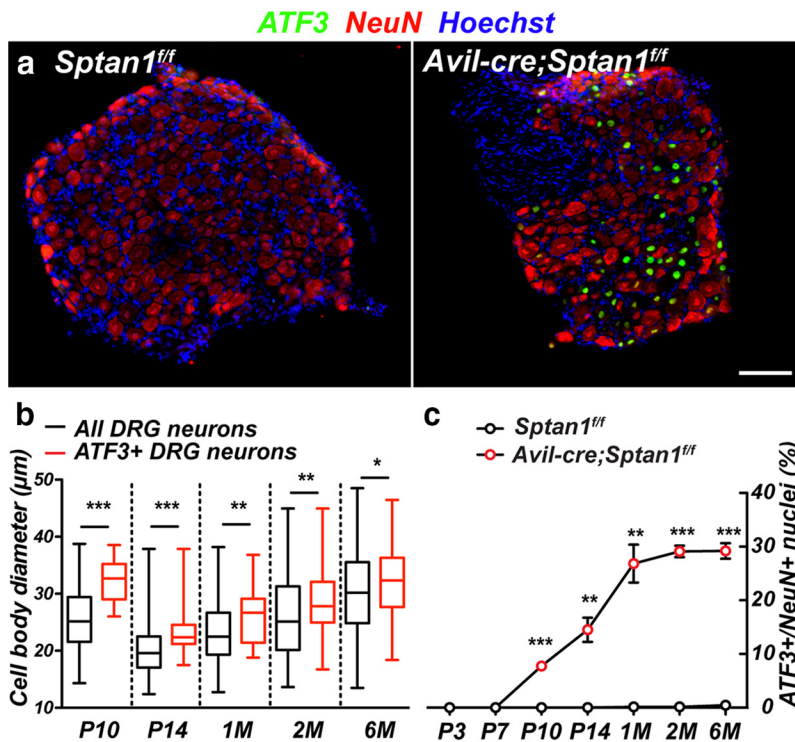 ATF3 NeuN Hoechst
a Sptan1f/f Avil-cre;Sptan1f/f
b
All DRG neurons
ATF3+ DRG neurons
Cell body diameter (µm)
50
40
30
20
10
*** *** ** ** *
P10 P14 1M 2M 6M
c
Sptan1f/f
Avil-cre;Sptan1f/f
ATF3+/NeuN+ nuclei (%)
40
30
20
10
0
*** ** ** *** ***
P3 P7 P10 P14 1M 2M 6M